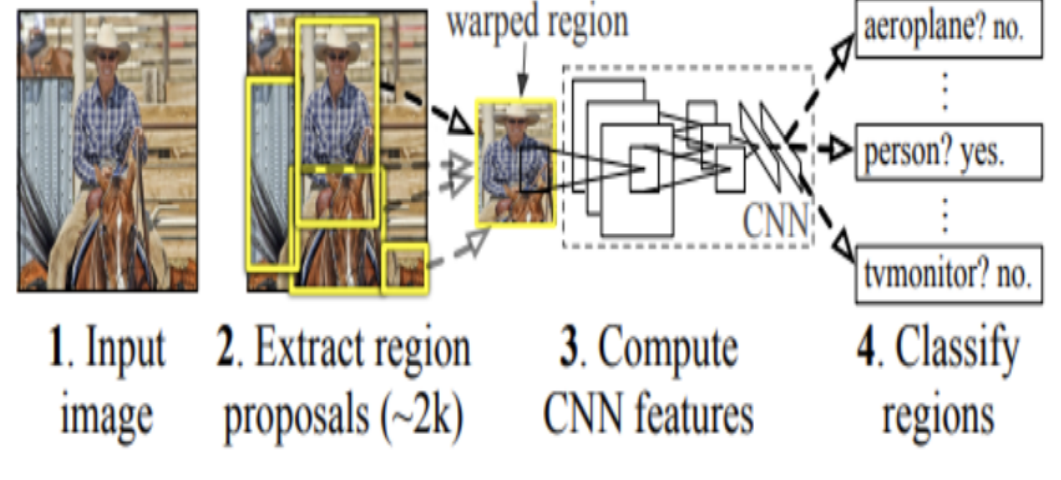 warped region
aeroplane? no.
person? yes.
CNN
tvmonitor? no.
1. Input
image
2. Extract region
proposals (~2k)
3. Compute
CNN features
4. Classify
regions